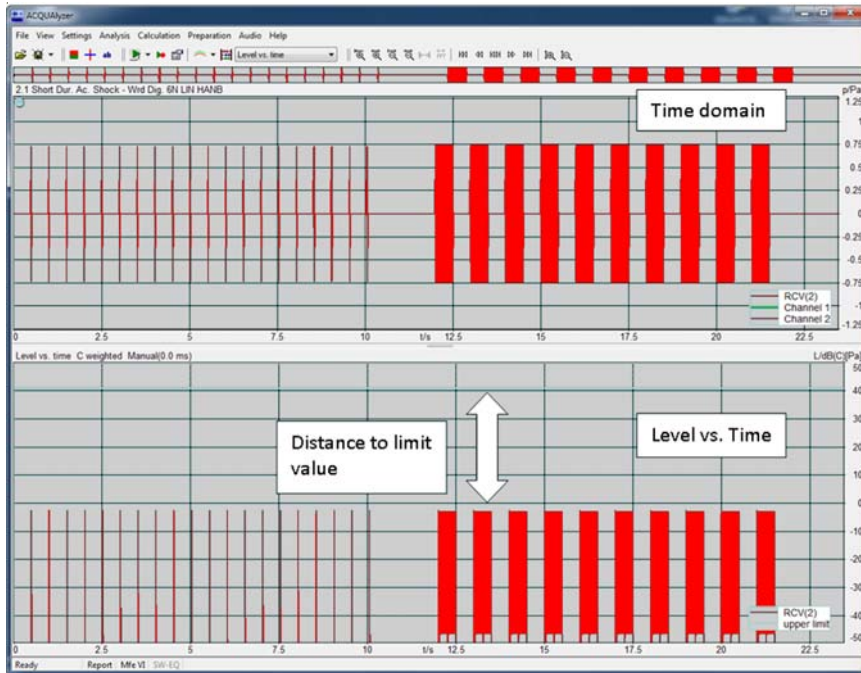 ACQUAlyzer
File View Settings Analysis Calculation Preparation Audio Help
Level vs. time
2.1 Short Dur. Ac. Shock - Wrd Dig. 6N LIN HANB p/Pa
Time domain
1.25
1
0.75
0.5
0.25
0
-0.25
-0.5
-0.75
-1
-1.25
RCV(2)
Channel 1
Channel 2
0 2.5 5 7.5 10 t/s 12.5 15 17.5 20 22.5
Level vs. time C weighted Manual(0.0 ms) L/dB(C)[Pa]
Distance to limit
value
Level vs. Time
50
40
30
20
10
0
-10
-20
-30
-40
-50
RCV(2)
upper limit
0 2.5 5 7.5 10 t/s 12.5 15 17.5 20 22.5
Ready Report Mfe VI SW-EQ